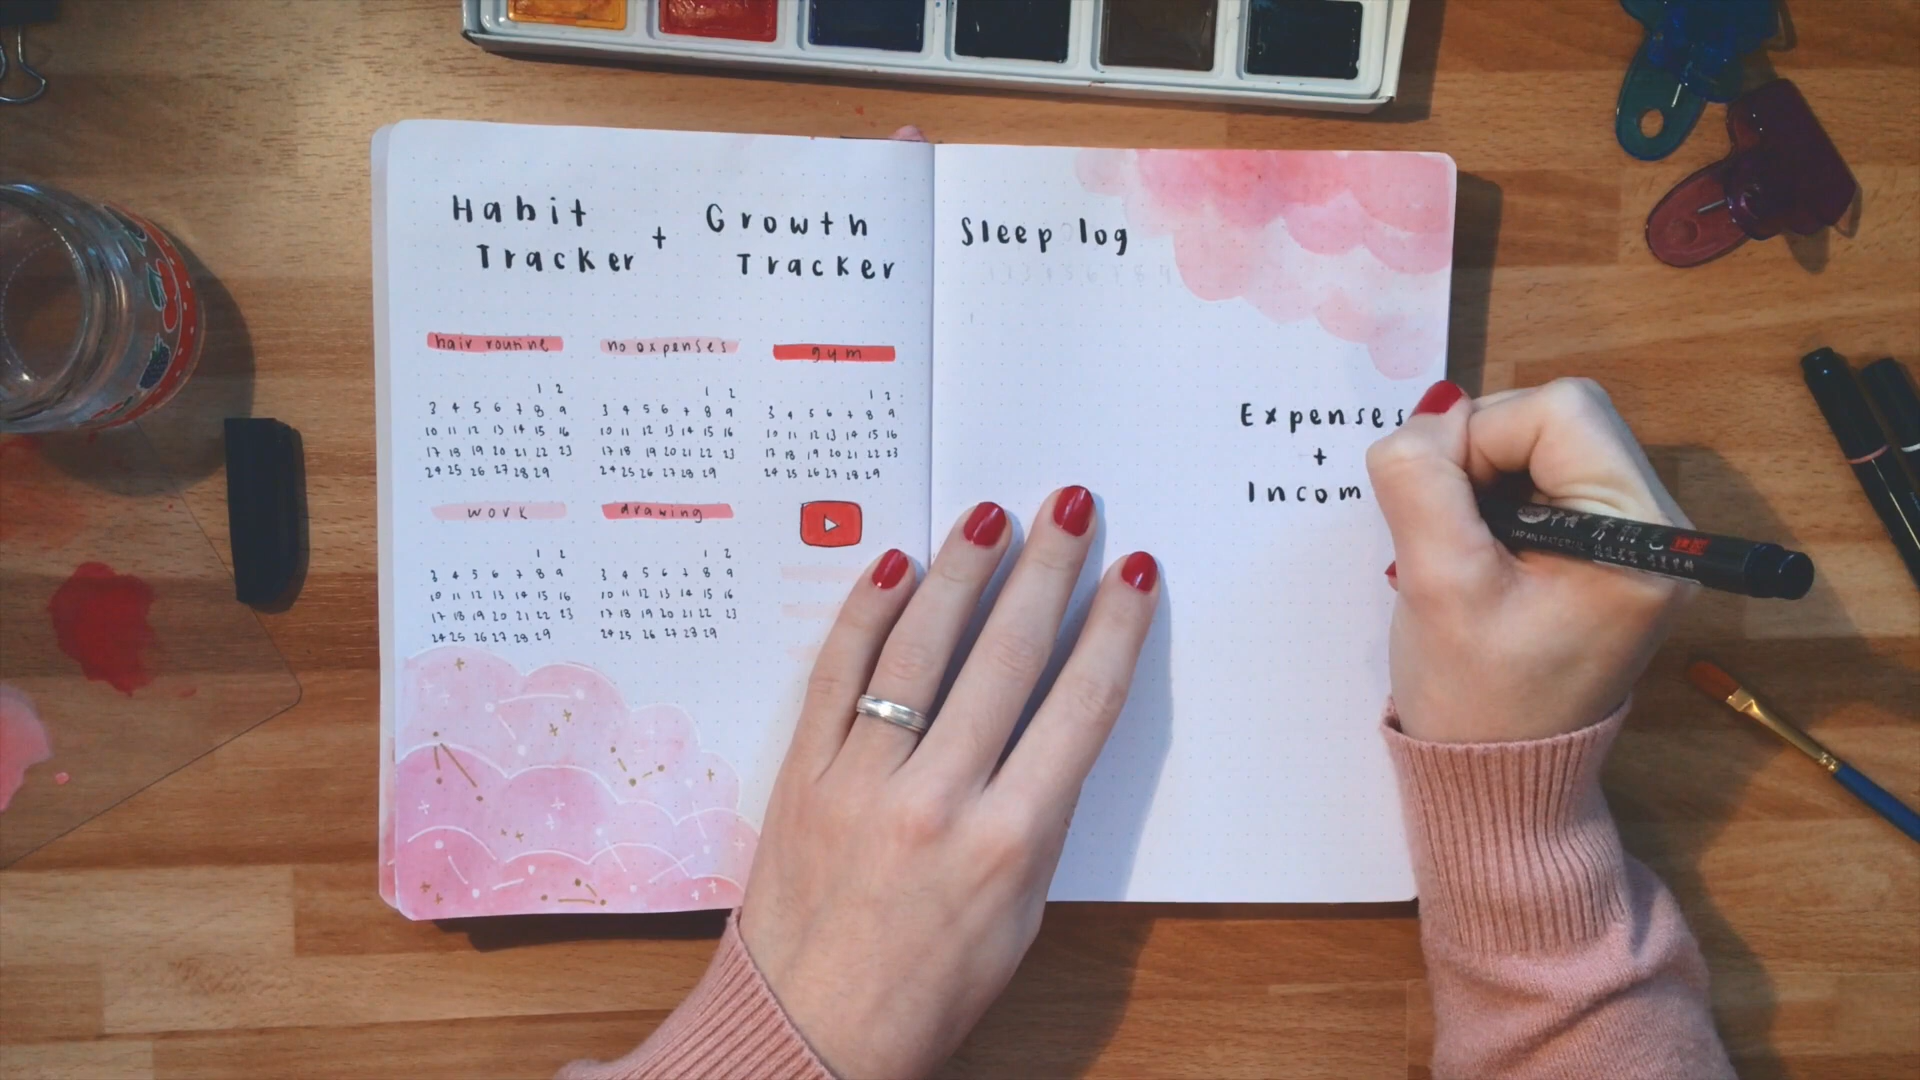 Habit
Tracker
+
Growth
Tracker
hair routine
no expenses
gym
1 2
3 4 5 6 7 8 9
10 11 12 13 14 15 16
17 18 19 20 21 22 23
24 25 26 27 28 29
1 2
3 4 5 6 7 8 9
10 11 12 13 14 15 16
17 18 19 20 21 22 23
24 25 26 27 28 29
1 2
3 4 5 6 7 8 9
10 11 12 13 14 15 16
17 18 19 20 21 22 23
24 25 26 27 28 29
work
drawing
1 2
3 4 5 6 7 8 9
10 11 12 13 14 15 16
17 18 19 20 21 22 23
24 25 26 27 28 29
1 2
3 4 5 6 7 8 9
10 11 12 13 14 15 16
17 18 19 20 21 22 23
24 25 26 27 28 29
Sleep log
Expenses
+
Incom
JAPAN MATERIAL